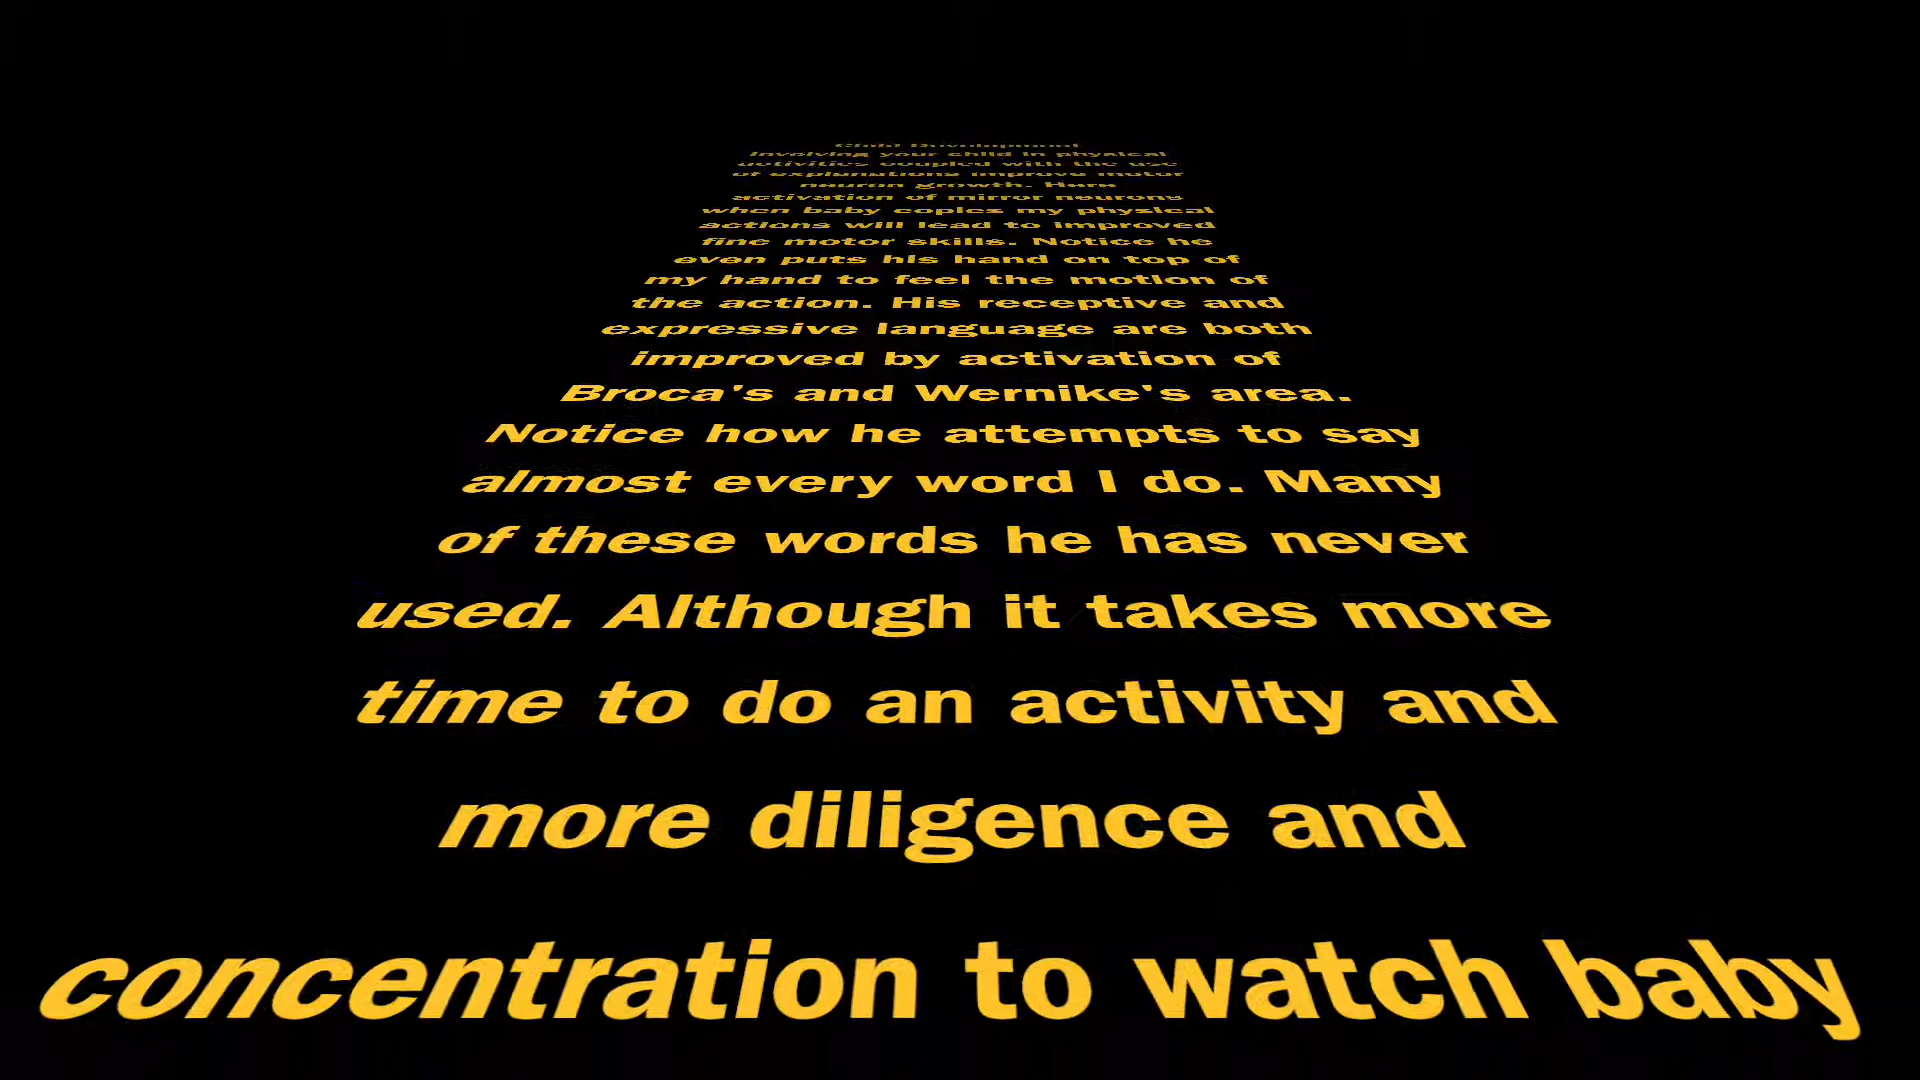 Child Development
Involving your child in physical
activities coupled with the use
of explanations improve motor
neuron growth. Here
activation of mirror neurons
when baby copies my physical
actions will lead to improved
fine motor skills. Notice he
even puts his hand on top of
my hand to feel the motion of
the action. His receptive and
expressive language are both
improved by activation of
Broca's and Wernike's area.
Notice how he attempts to say
almost every word I do. Many
of these words he has never
used. Although it takes more
time to do an activity and
more diligence and
concentration to watch baby